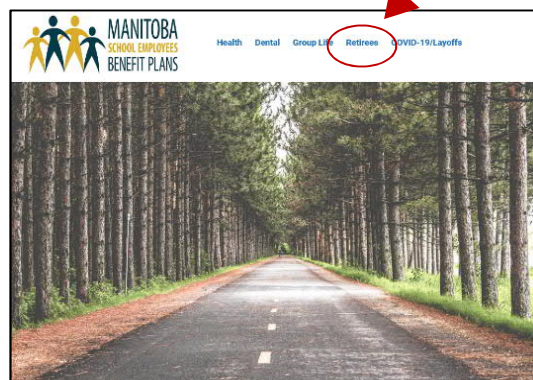 MANITOBA
SCHOOL EMPLOYEES
BENEFIT PLANS
Health Dental Group Life Retirees COVID-19/Layoffs